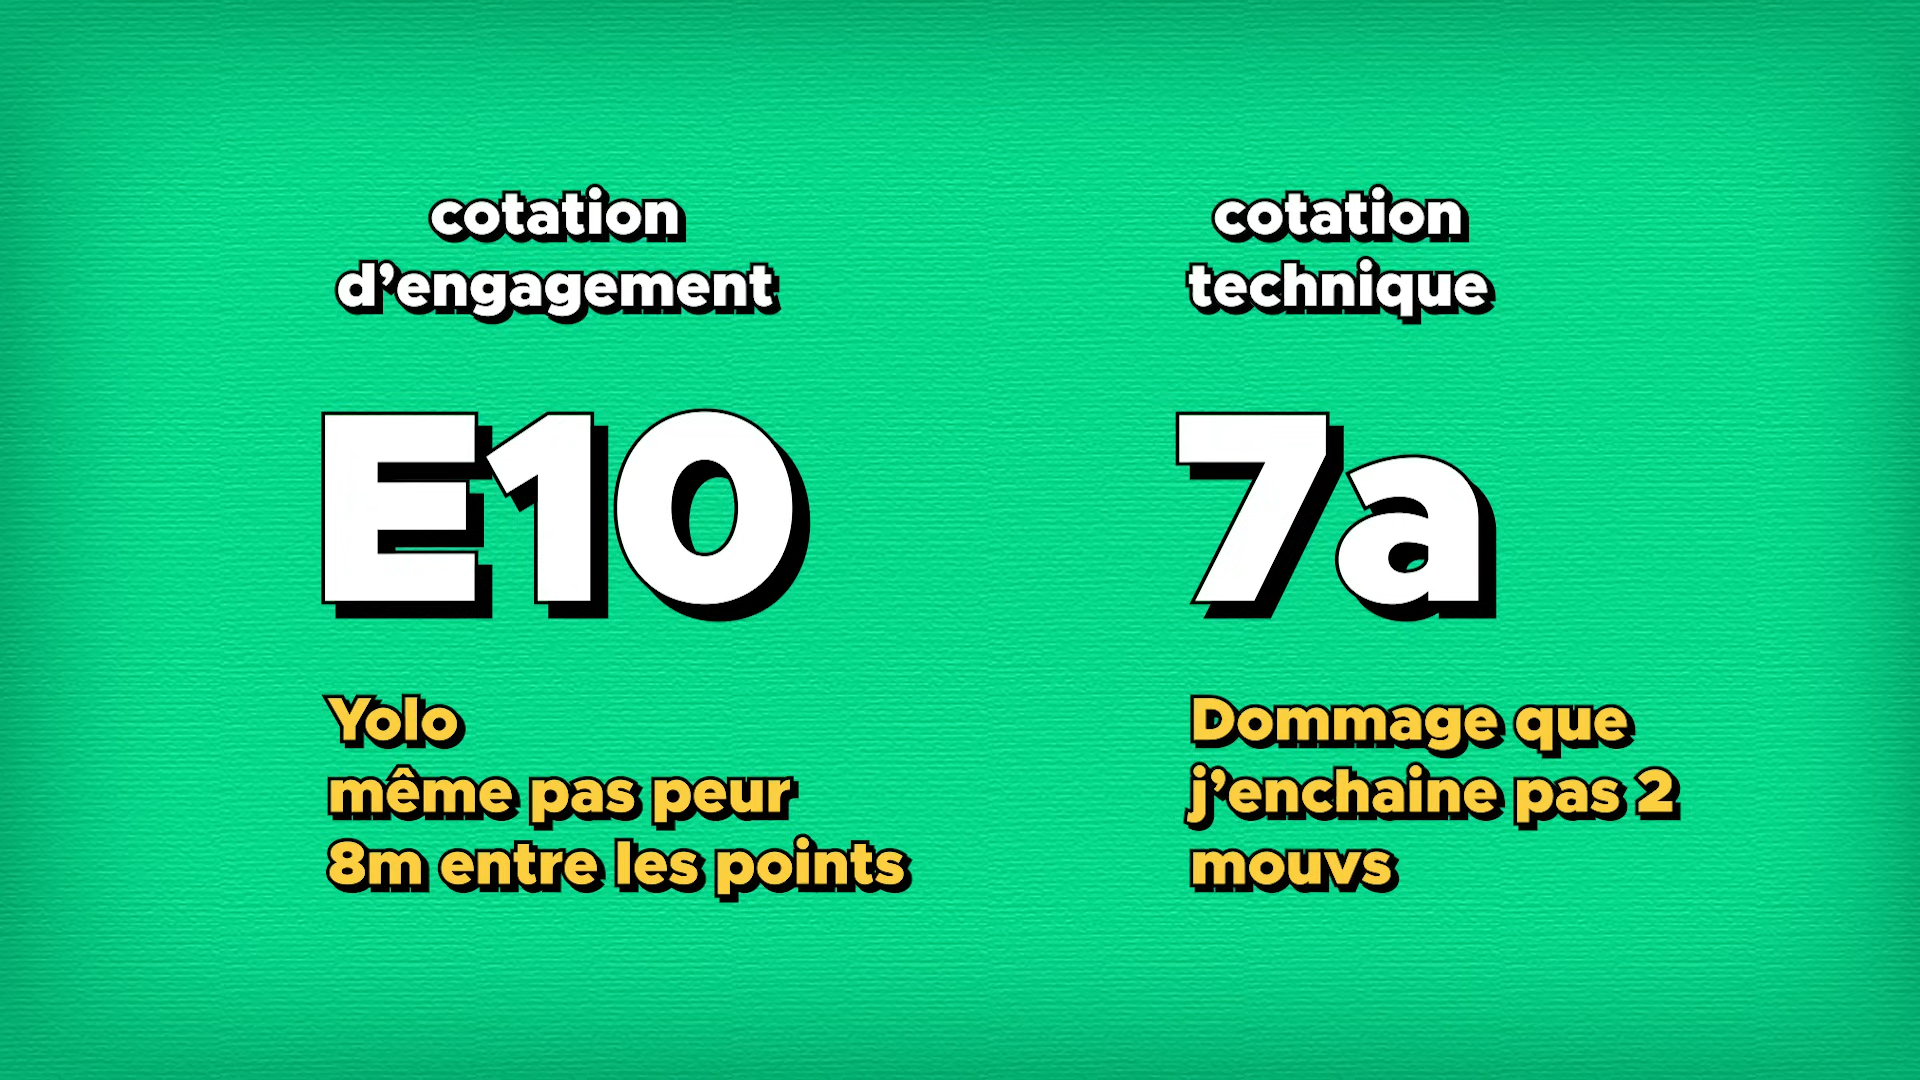 cotation
d’engagement
E10
Yolo
même pas peur
8m entre les points
cotation
technique
7a
Dommage que
j’enchaine pas 2
mouvs